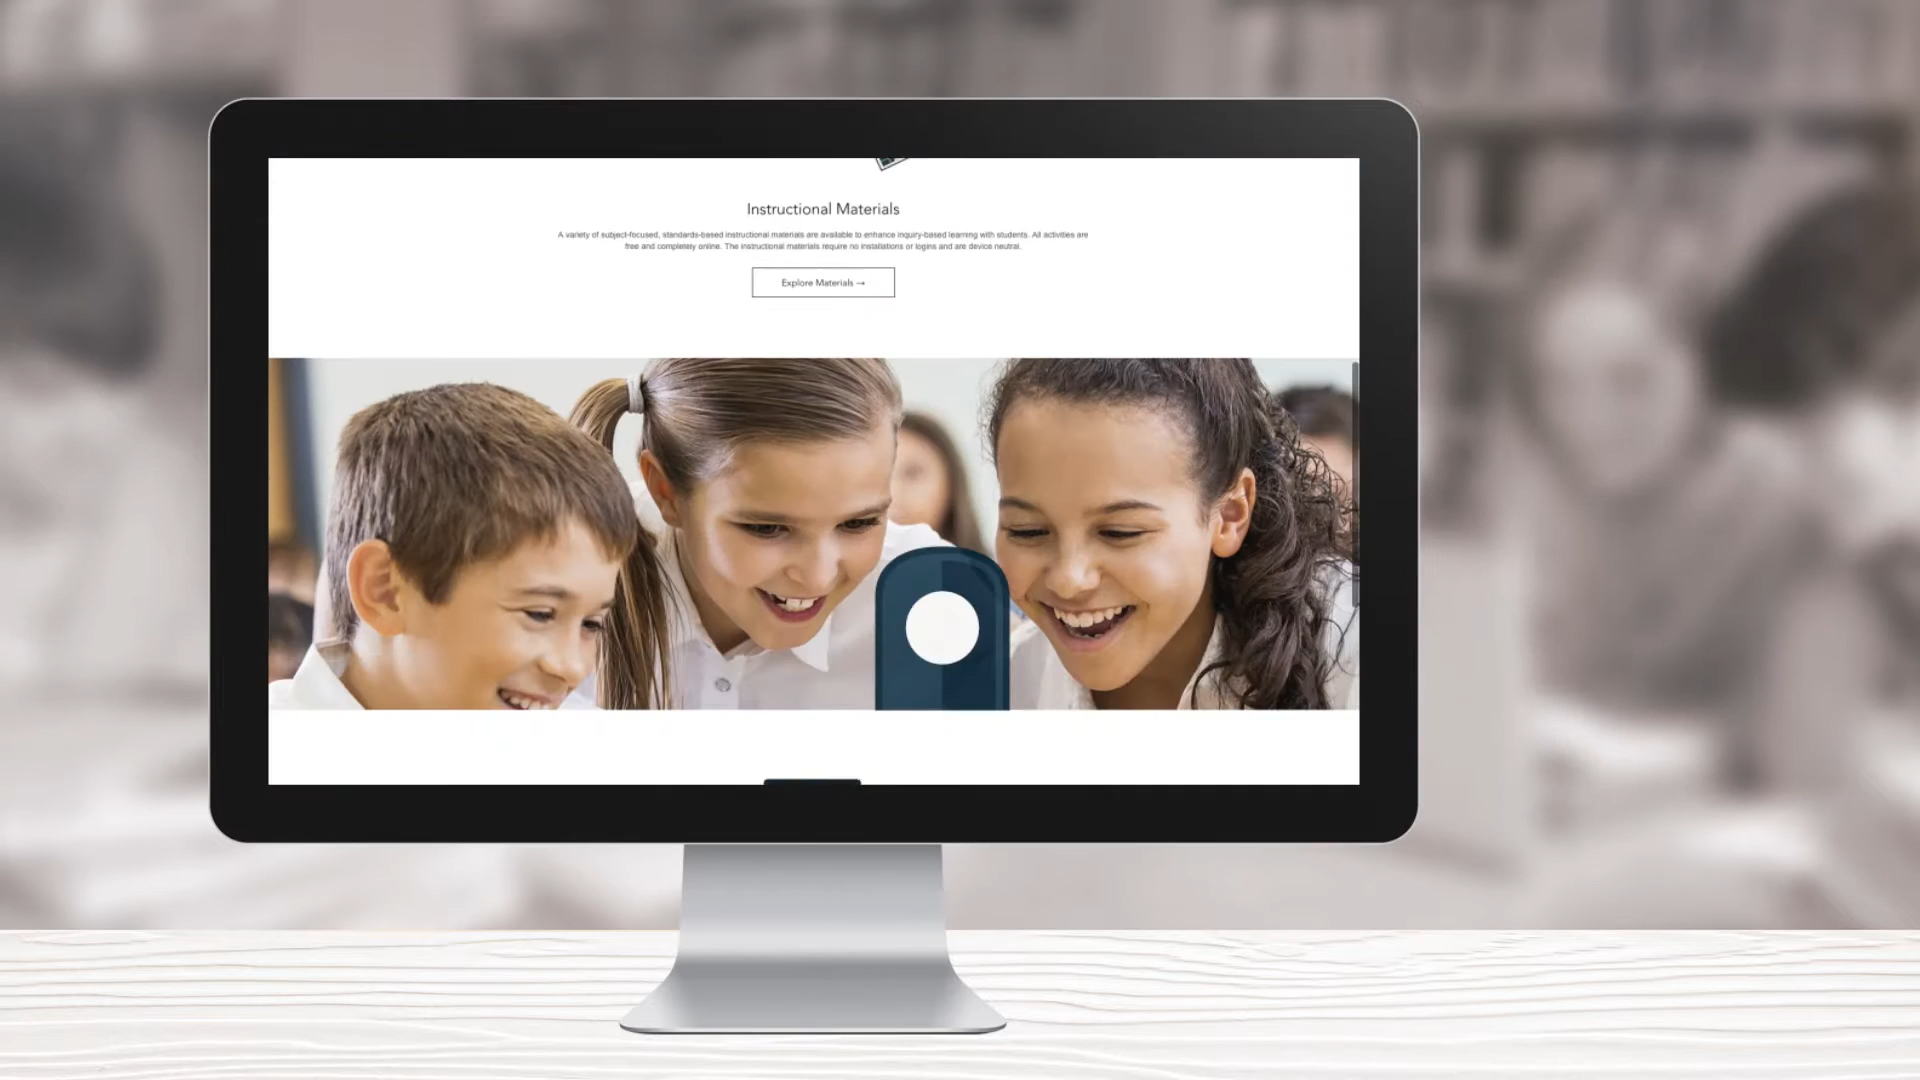 Instructional Materials
A variety of subject-focused, standards-based instructional materials are available to enhance inquiry-based learning with students. All activities are
free and completely online. The instructional materials require no installations or logins and are device neutral.
Explore Materials →